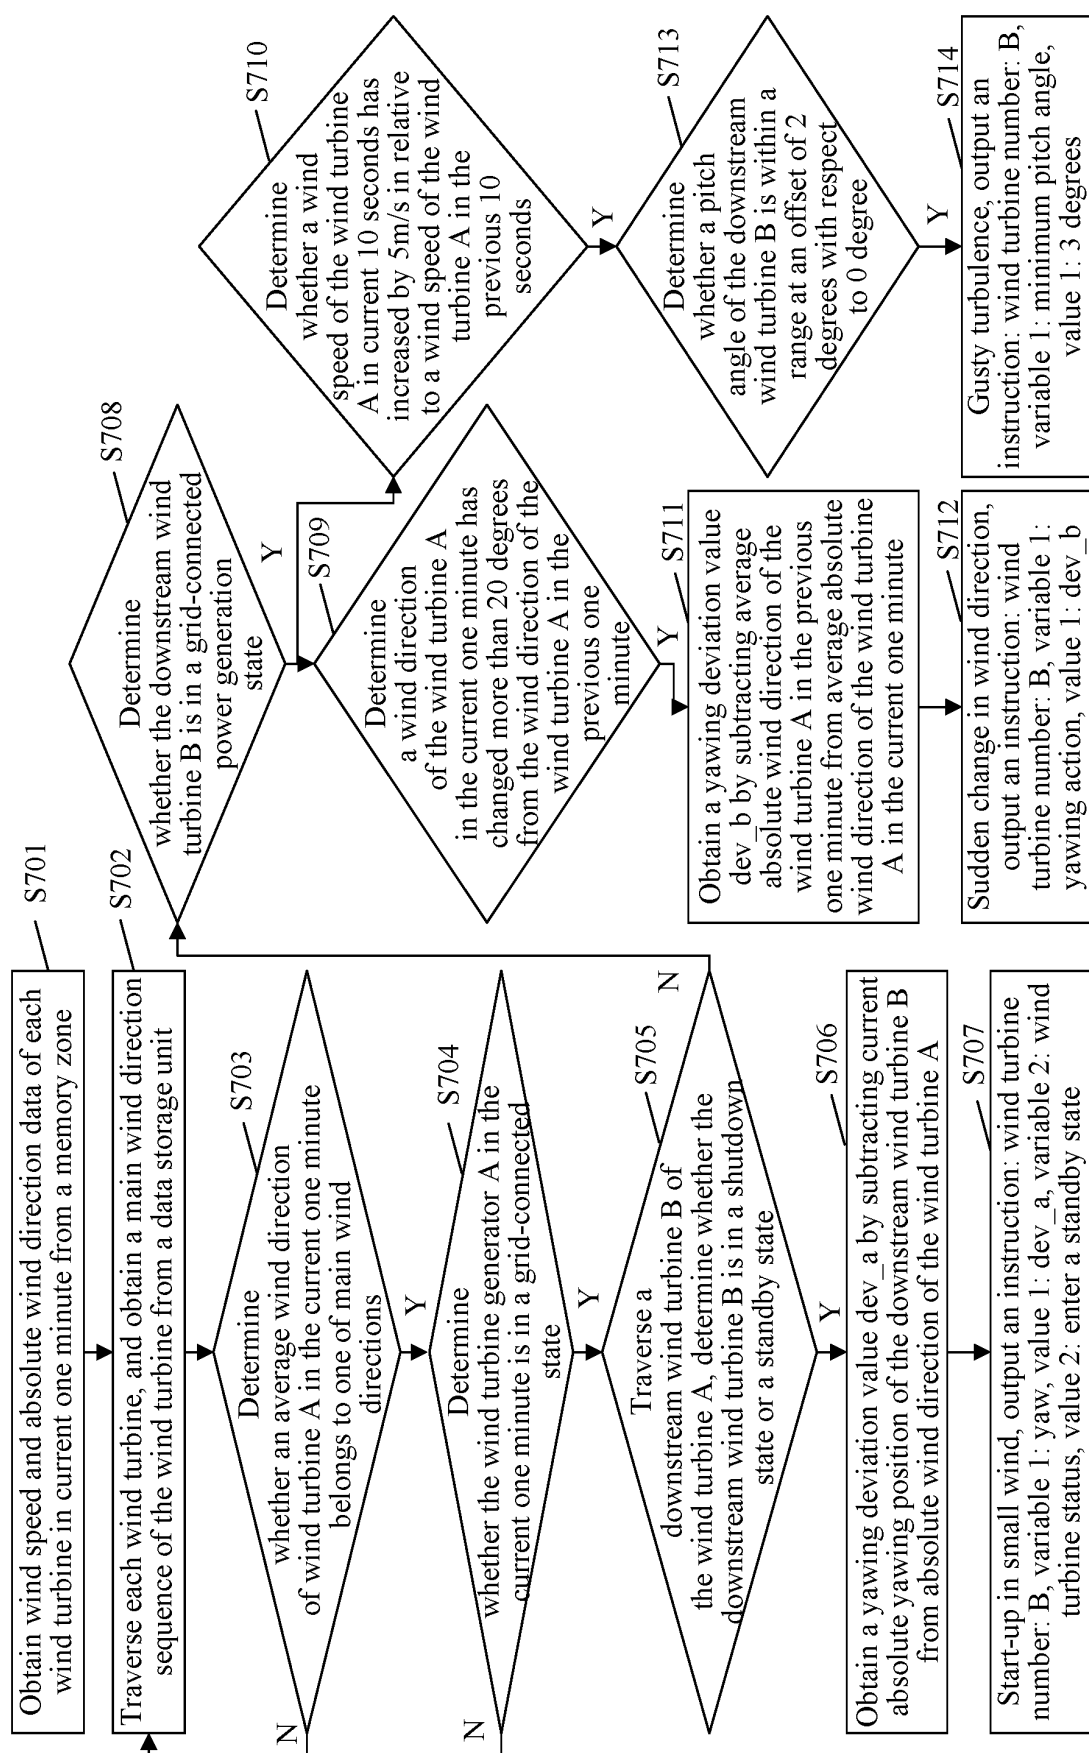 S701
Obtain wind speed and absolute wind direction data of each
wind turbine in current one minute from a memory zone
S702
Traverse each wind turbine, and obtain a main wind direction
sequence of the wind turbine from a data storage unit
S703
Determine
whether an average wind direction
of wind turbine A in the current one minute
belongs to one of main wind
directions
N
Y
S704
Determine
whether the wind turbine generator A in the
current one minute is in a grid-connected
state
N
Y
S705
Traverse a
downstream wind turbine B of
the wind turbine A, determine whether the
downstream wind turbine B is in a shutdown
state or a standby state
N
Y
S706
Obtain a yawing deviation value dev_a by subtracting current
absolute yawing position of the downstream wind turbine B
from absolute wind direction of the wind turbine A
S707
Start-up in small wind, output an instruction: wind turbine
number: B, variable 1: yaw, value 1: dev_a, variable 2: wind
turbine status, value 2: enter a standby state
S708
Determine
whether the downstream wind
turbine B is in a grid-connected
power generation
state
Y
S709
Determine
a wind direction
of the wind turbine A
in the current one minute has
changed more than 20 degrees
from the wind direction of the
wind turbine A in the
previous one
minute
Y
S711
Obtain a yawing deviation value
dev_b by subtracting average
absolute wind direction of the
wind turbine A in the previous
one minute from average absolute
wind direction of the wind turbine
A in the current one minute
S712
Sudden change in wind direction,
output an instruction: wind
turbine number: B, variable 1:
yawing action, value 1: dev_b
S710
Determine
whether a wind
speed of the wind turbine
A in current 10 seconds has
increased by 5m/s in relative
to a wind speed of the wind
turbine A in the
previous 10
seconds
Y
S713
Determine
whether a pitch
angle of the downstream
wind turbine B is within a
range at an offset of 2
degrees with respect
to 0 degree
Y
S714
Gusty turbulence, output an
instruction: wind turbine number: B,
variable 1: minimum pitch angle,
value 1: 3 degrees